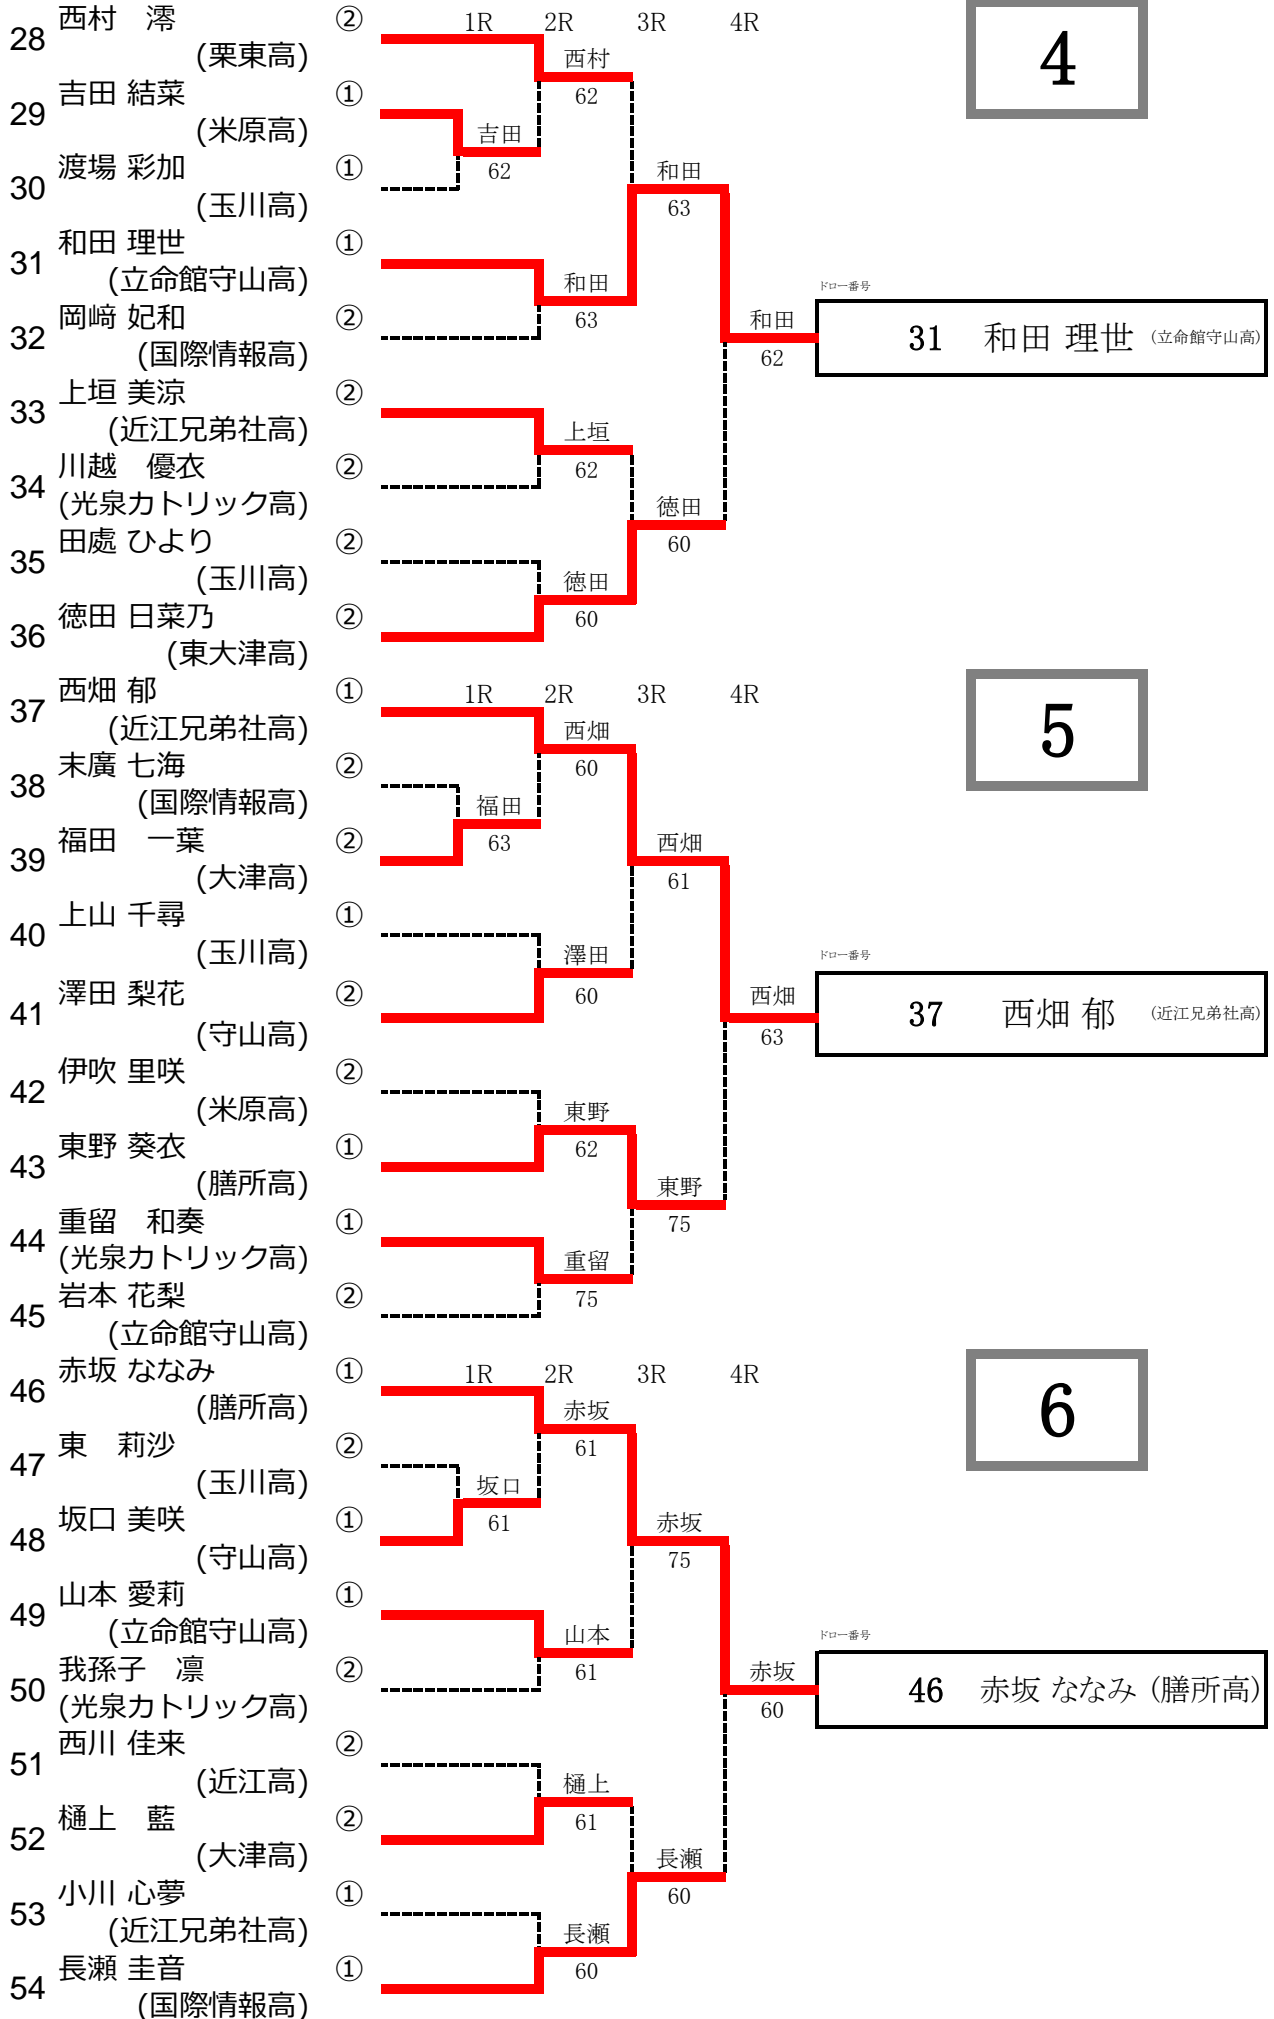 28 西村　澪 ② 1R 2R 3R 4R 4
(栗東高) 西村
62
29 吉田 結菜 ①
(米原高) 吉田
62
30 渡場 彩加 ① 和田
(玉川高) 63
31 和田 理世 ①
(立命館守山高) 和田
63
ドロー番号
32 岡﨑 妃和 ② 和田 31 和田 理世 (立命館守山高)
(国際情報高) 62
33 上垣 美涼 ②
(近江兄弟社高) 上垣
62
34 川越　優衣 ②
(光泉カトリック高) 徳田
60
35 田處 ひより ②
(玉川高) 徳田
60
36 徳田 日菜乃 ②
(東大津高)
37 西畑 郁 ① 1R 2R 3R 4R 5
(近江兄弟社高) 西畑
60
38 末廣 七海 ②
(国際情報高) 福田
63
39 福田　一葉 ② 西畑
(大津高) 61
40 上山 千尋 ①
(玉川高) 澤田
60
ドロー番号
41 澤田 梨花 ② 西畑 37 西畑 郁 (近江兄弟社高)
(守山高) 63
42 伊吹 里咲 ②
(米原高) 東野
62
43 東野 葵衣 ①
(膳所高) 東野
75
44 重留　和奏 ①
(光泉カトリック高) 重留
75
45 岩本 花梨 ②
(立命館守山高)
46 赤坂 ななみ ① 1R 2R 3R 4R 6
(膳所高) 赤坂
61
47 東　莉沙 ②
(玉川高) 坂口
61
48 坂口 美咲 ① 赤坂
(守山高) 75
49 山本 愛莉 ①
(立命館守山高) 山本
61
ドロー番号
50 我孫子　凛 ② 赤坂 46 赤坂 ななみ (膳所高)
(光泉カトリック高) 60
51 西川 佳来 ②
(近江高) 樋上
61
52 樋上　藍 ②
(大津高) 長瀬
60
53 小川 心夢 ①
(近江兄弟社高) 長瀬
60
54 長瀬 圭音 ①
(国際情報高)